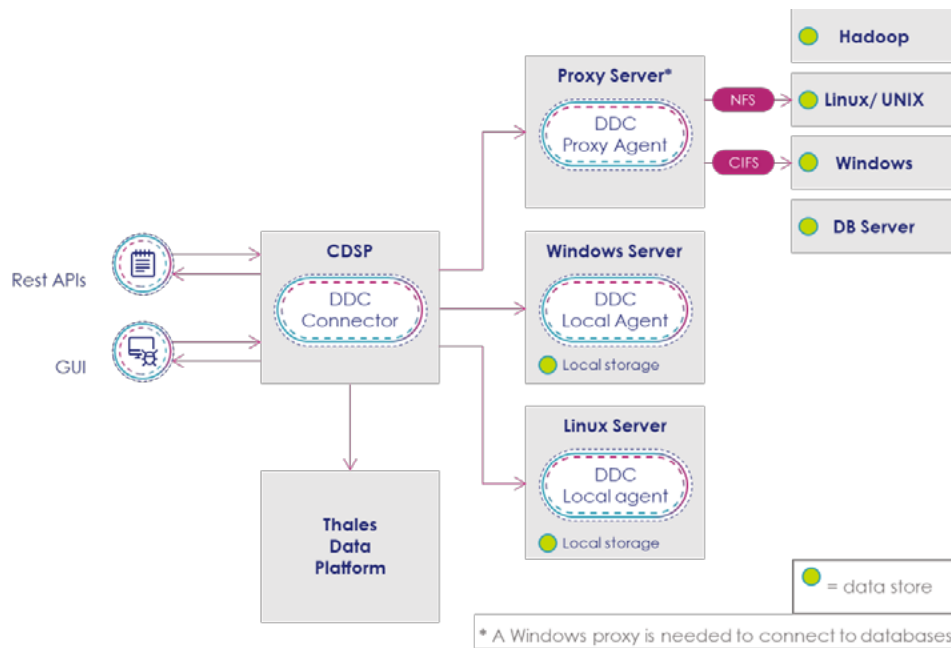 Hadoop
Proxy Server*
DDC
Proxy Agent
NFS
Linux/ UNIX
CIFS
Windows
DB Server
Rest APIs
GUI
CDSP
DDC
Connector
Windows Server
DDC
Local Agent
Local storage
Linux Server
DDC
Local agent
Local storage
Thales
Data
Platform
= data store
* A Windows proxy is needed to connect to databases